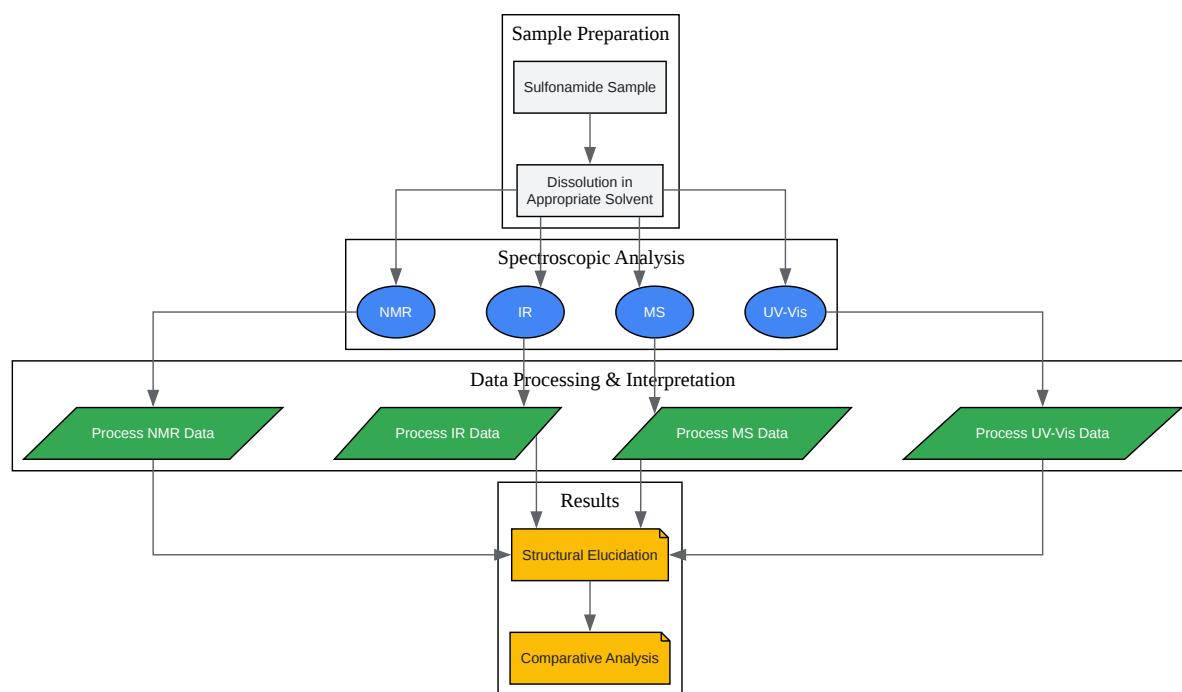 Sample Preparation
Sulfonamide Sample
Dissolution in
Appropriate Solvent
Spectroscopic Analysis
NMR
IR
MS
UV-Vis
Data Processing & Interpretation
Process NMR Data
Process IR Data
Process MS Data
Process UV-Vis Data
Results
Structural Elucidation
Comparative Analysis